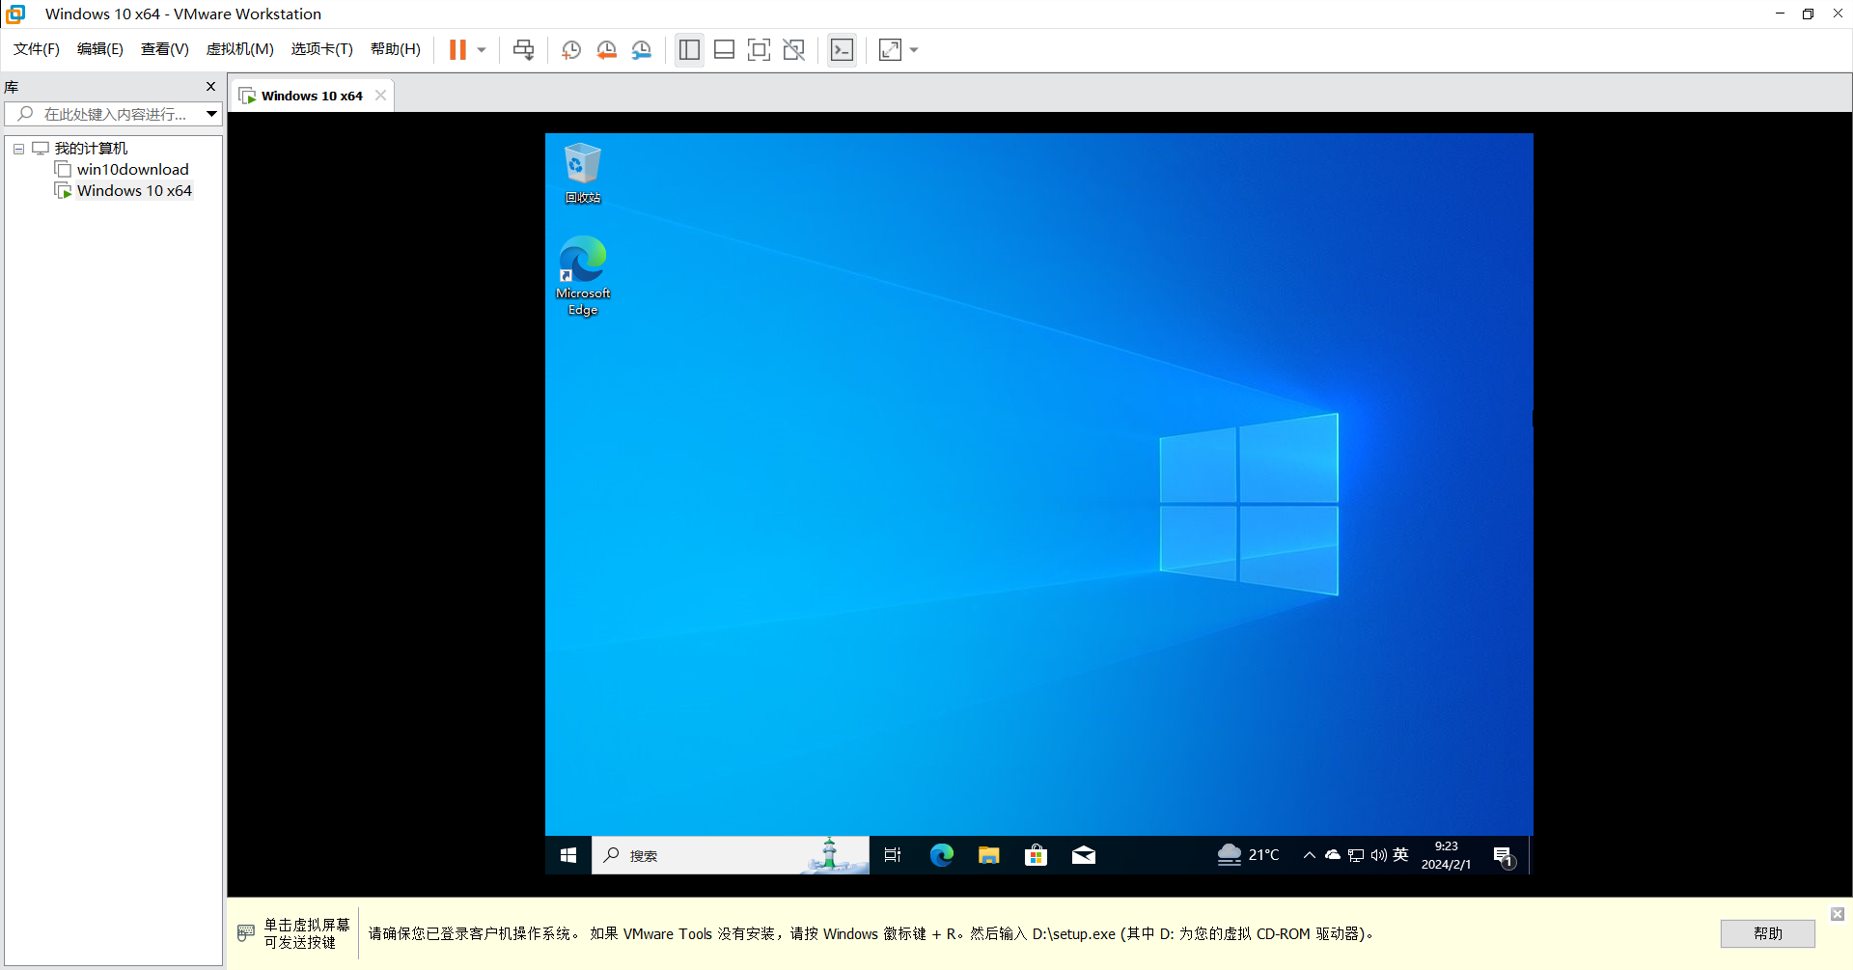 Windows 10 x64 - VMware Workstation
文件(F) 编辑(E) 查看(V) 虚拟机(M) 选项卡(T) 帮助(H)
库
在此处键入内容进行...
我的计算机
win10download
Windows 10 x64
Windows 10 x64
回收站
Microsoft
Edge
搜索
21°C
英
9:23
2024/2/1
1
单击虚拟屏幕
可发送按键
请确保您已登录客户机操作系统。 如果 VMware Tools 没有安装，请按 Windows 徽标键 + R。然后输入 D:\setup.exe (其中 D: 为您的虚拟 CD-ROM 驱动器)。
帮助